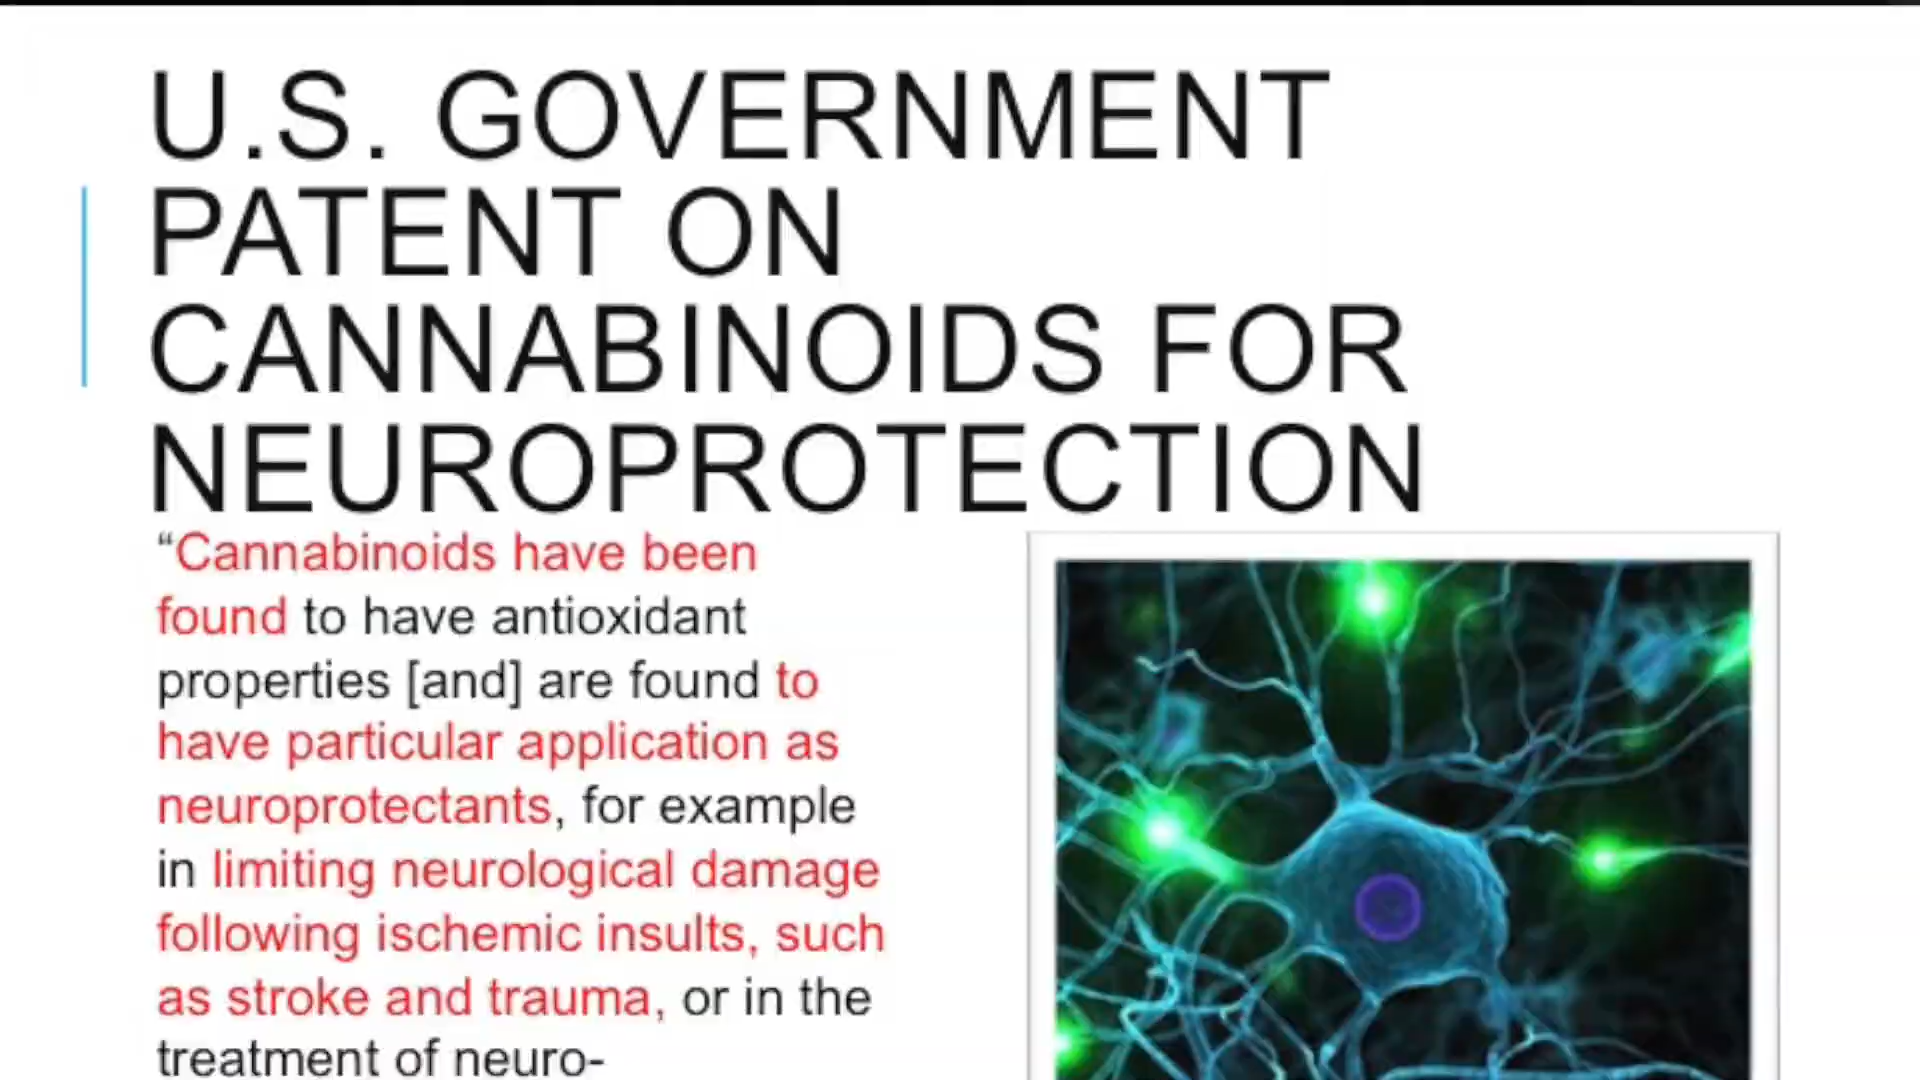 U.S. GOVERNMENT
PATENT ON
CANNABINOIDS FOR
NEUROPROTECTION
“Cannabinoids have been
found to have antioxidant
properties [and] are found to
have particular application as
neuroprotectants, for example
in limiting neurological damage
following ischemic insults, such
as stroke and trauma, or in the
treatment of neuro-